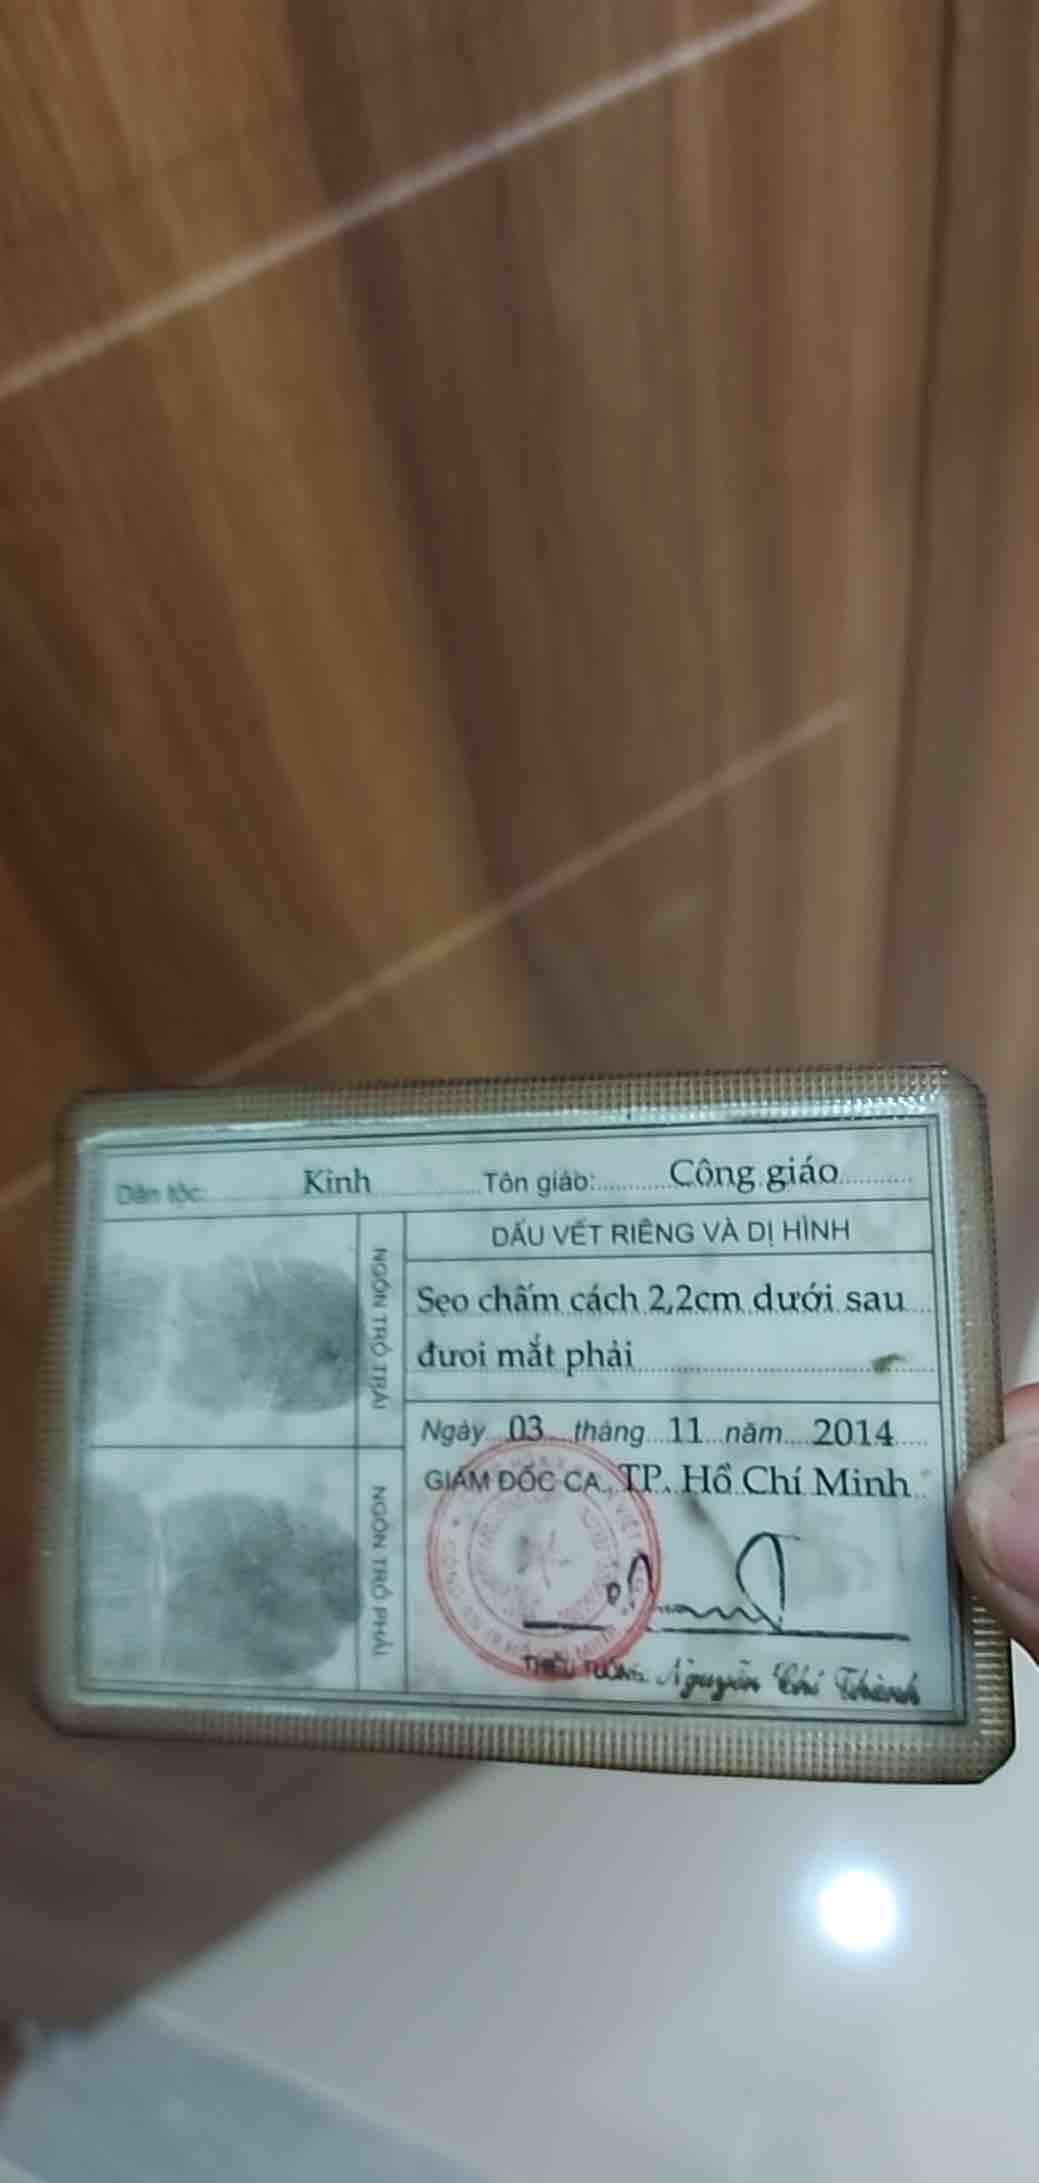 Dân tộc: Kinh Tôn giáo: Công giáo
DẤU VẾT RIÊNG VÀ DỊ HÌNH
NGÓN TRỎ TRÁI
Sẹo chấm cách 2,2cm dưới sau
đuoi mắt phải
Ngày 03 tháng 11 năm 2014
GIÁM ĐỐC CA. TP. Hồ Chí Minh
NGÓN TRỎ PHẢI
THIẾU TƯỚNG Nguyễn Chí Thành